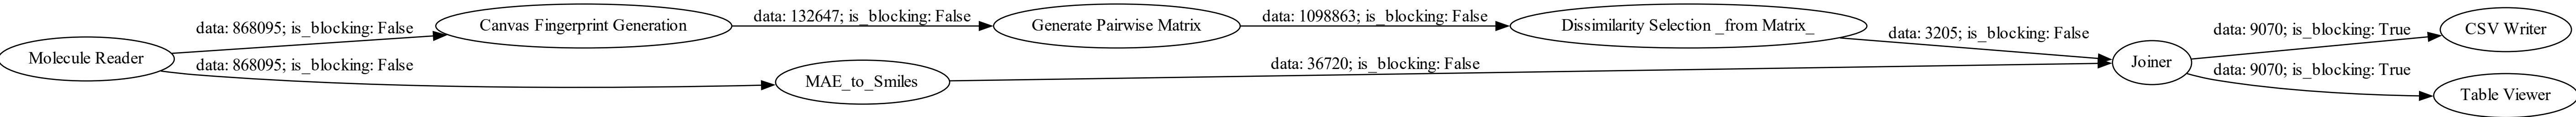 Molecule Reader
data: 868095; is_blocking: False
data: 868095; is_blocking: False
Canvas Fingerprint Generation
MAE_to_Smiles
data: 132647; is_blocking: False
Generate Pairwise Matrix
data: 1098863; is_blocking: False
data: 36720; is_blocking: False
Dissimilarity Selection _from Matrix_
data: 3205; is_blocking: False
Joiner
data: 9070; is_blocking: True
data: 9070; is_blocking: True
CSV Writer
Table Viewer